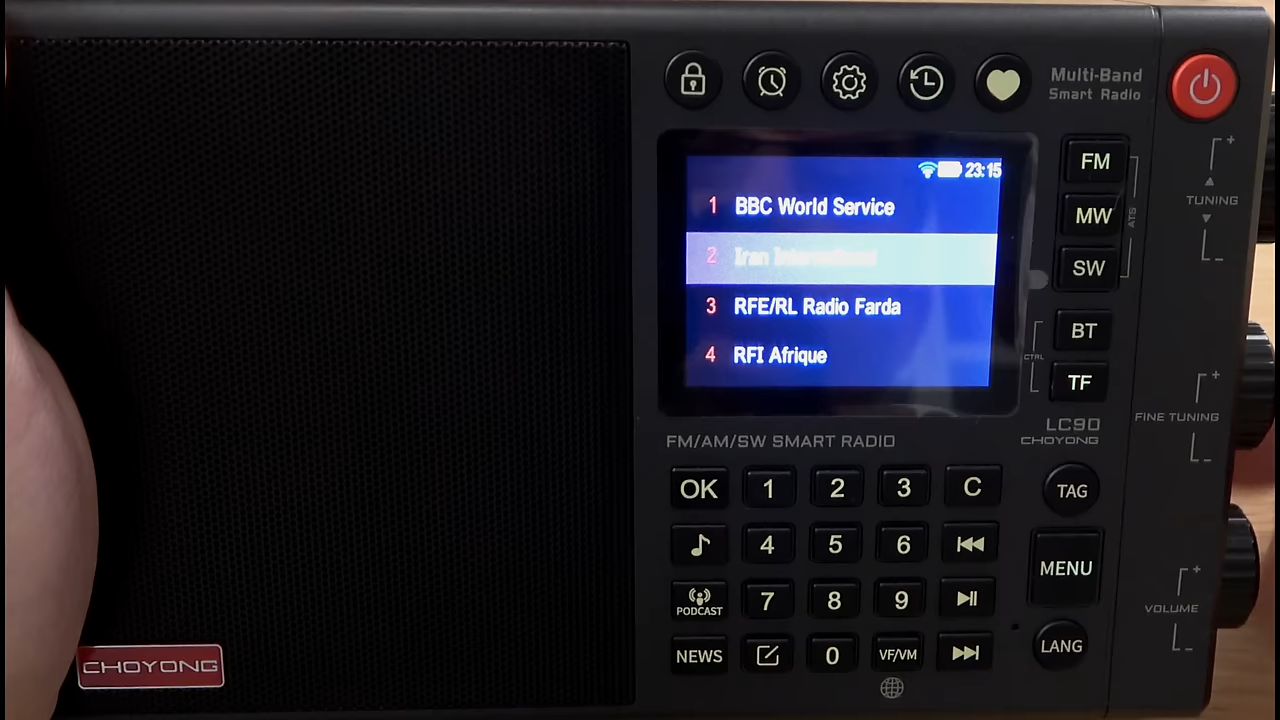 Multi-Band
Smart Radio
23:15
1 BBC World Service
2 Iran International
3 RFE/RL Radio Farda
4 RFI Afrique
FM
MW
SW
ATS
BT
TF
CTRL
LC90
CHOYONG
FM/AM/SW SMART RADIO
OK 1 2 3 C
TAG
4 5 6
MENU
PODCAST 7 8 9
NEWS 0 VF/VM
LANG
+
TUNING
-
+
FINE TUNING
-
+
VOLUME
-
CHOYONG